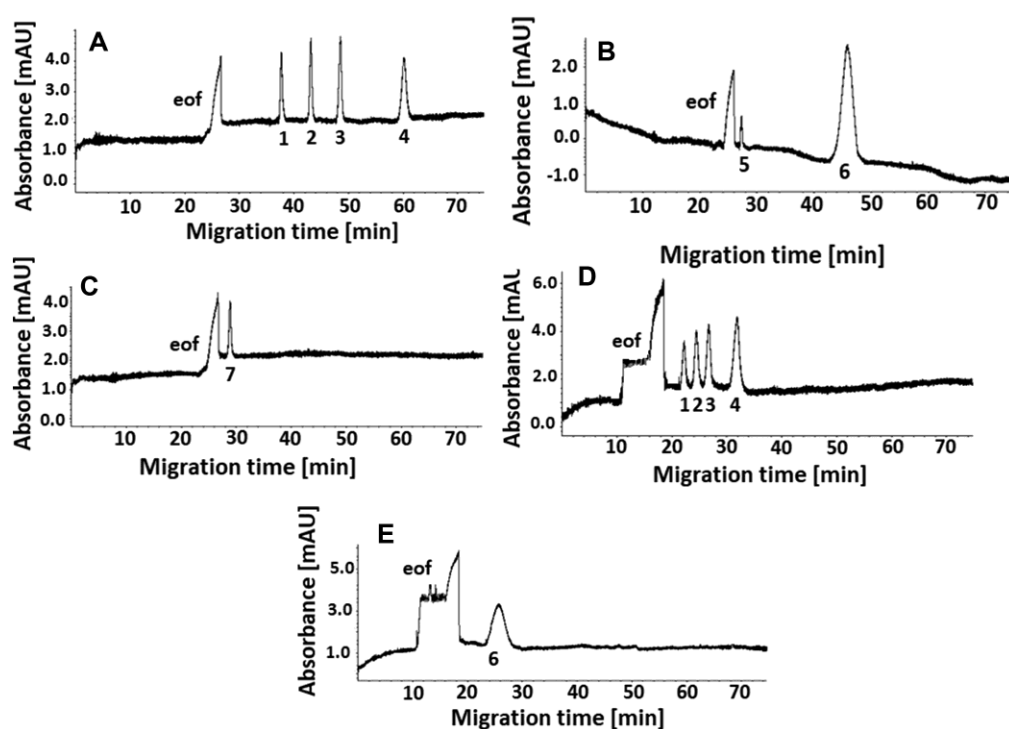 A
Absorbance [mAU]
4.0
3.0
2.0
1.0
0.0
eof
1 2 3 4
10 20 30 40 50 60 70
Migration time [min]
B
Absorbance [mAU]
2.0
1.0
0.0
-1.0
eof
5 6
10 20 30 40 50 60 70
Migration time [min]
C
Absorbance [mAU]
4.0
3.0
2.0
1.0
0.0
eof
7
10 20 30 40 50 60 70
Migration time [min]
D
Absorbance [mAU
6.0
4.0
2.0
0.0
eof
1 2 3 4
10 20 30 40 50 60 70
Migration time [min]
E
Absorbance [mAU]
5.0
3.0
1.0
eof
6
10 20 30 40 50 60 70
Migration time [min]